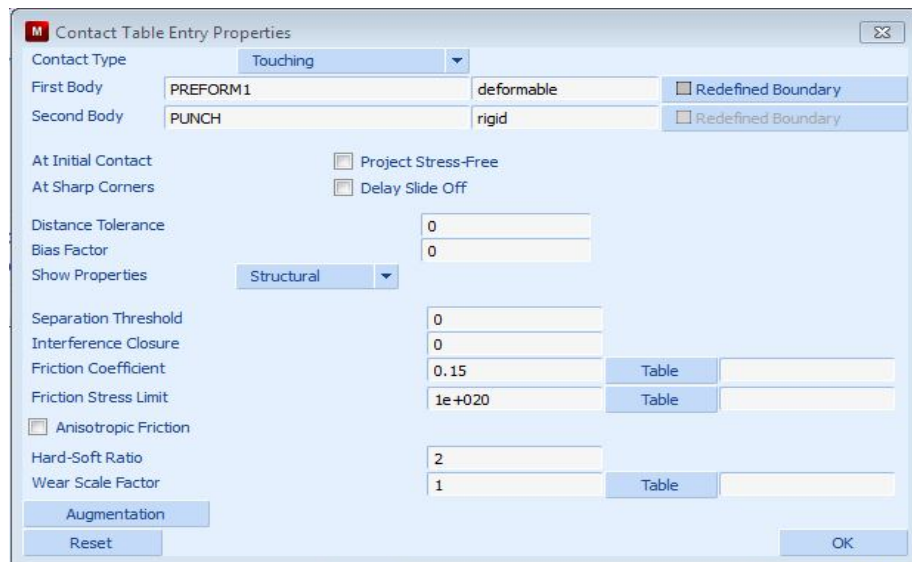 M Contact Table Entry Properties
Contact Type Touching
First Body PREFORM1 deformable Redefined Boundary
Second Body PUNCH rigid Redefined Boundary
At Initial Contact Project Stress-Free
At Sharp Corners Delay Slide Off
Distance Tolerance 0
Bias Factor 0
Show Properties Structural
Separation Threshold 0
Interference Closure 0
Friction Coefficient 0.15 Table
Friction Stress Limit 1e+020 Table
Anisotropic Friction
Hard-Soft Ratio 2
Wear Scale Factor 1 Table
Augmentation
Reset OK